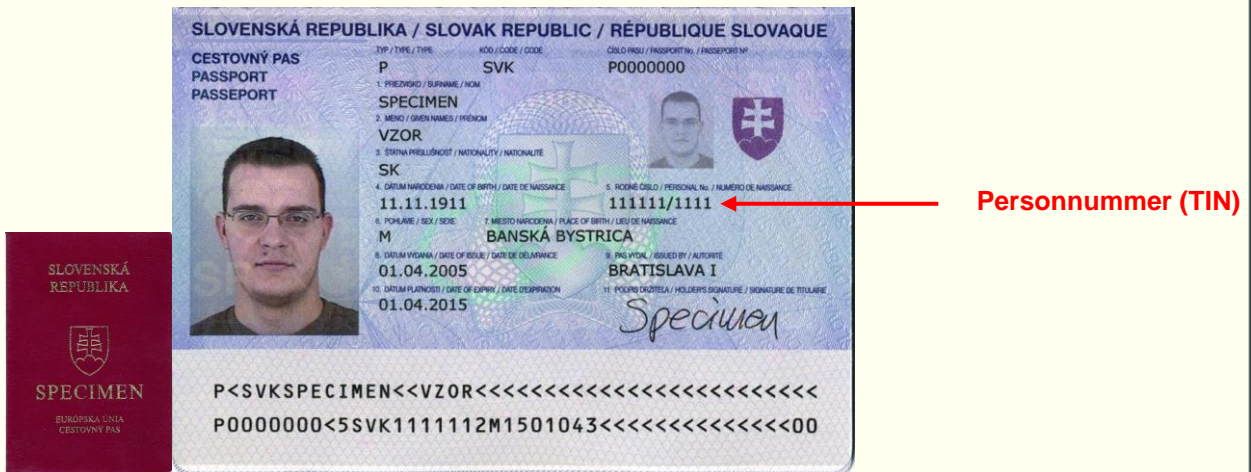 SLOVENSKÁ REPUBLIKA / SLOVAK REPUBLIC / RÉPUBLIQUE SLOVAQUE
CESTOVNÝ PAS
PASSPORT
PASSEPORT
TYP / TYPE / TYPE KÓD / CODE / CODE ČÍSLO PASU / PASSPORT No. / PASSEPORT Nº
P SVK P0000000
1. PRIEZVISKO / SURNAME / NOM
SPECIMEN
2. MENO / GIVEN NAMES / PRÉNOM
VZOR
3. ŠTÁTNA PRÍSLUŠNOSŤ / NATIONALITY / NATIONALITÉ
SK
4. DÁTUM NARODENIA / DATE OF BIRTH / DATE DE NAISSANCE 5. RODNÉ ČÍSLO / PERSONAL No. / NUMÉRO DE NAISSANCE
11.11.1911 111111/1111
6. POHLAVIE / SEX / SEXE 7. MIESTO NARODENIA / PLACE OF BIRTH / LIEU DE NAISSANCE
M BANSKÁ BYSTRICA
8. DÁTUM VYDANIA / DATE OF ISSUE / DATE DE DÉLIVRANCE 9. PAS VYDAL / ISSUED BY / AUTORITÉ
01.04.2005 BRATISLAVA I
10. DÁTUM PLATNOSTI / DATE OF EXPIRY / DATE D'EXPIRATION 11. PODPIS DRŽITEĽA / HOLDER'S SIGNATURE / SIGNATURE DE TITULAIRE
01.04.2015 Specimen
P<SVKSPECIMEN<<VZOR<<<<<<<<<<<<<<<<<<<<<<<<<
P0000000<5SVK1111112M1501043<<<<<<<<<<<<<<00
Personnummer (TIN)
SLOVENSKÁ
REPUBLIKA
SPECIMEN
EURÓPSKA ÚNIA
CESTOVNÝ PAS